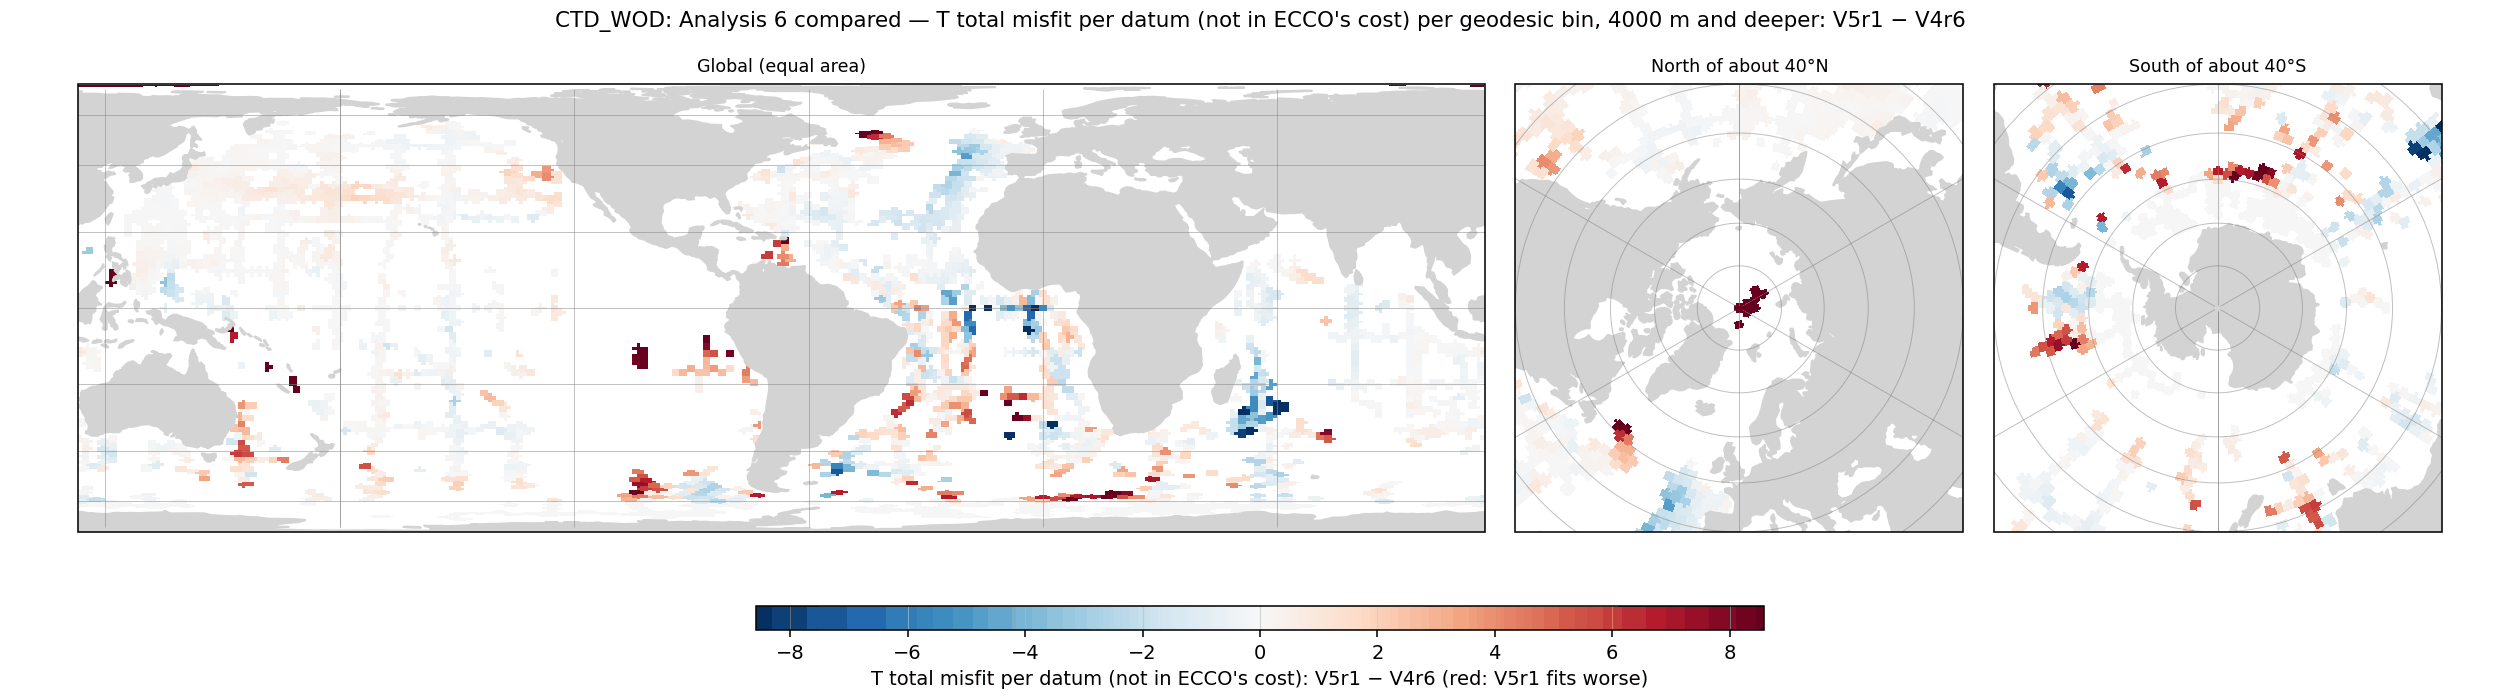 CTD_WOD: Analysis 6 compared — T total misfit per datum (not in ECCO's cost) per geodesic bin, 4000 m and deeper: V5r1 − V4r6
Global (equal area)
North of about 40°N
South of about 40°S
−8 −6 −4 −2 0 2 4 6 8
T total misfit per datum (not in ECCO's cost): V5r1 − V4r6 (red: V5r1 fits worse)